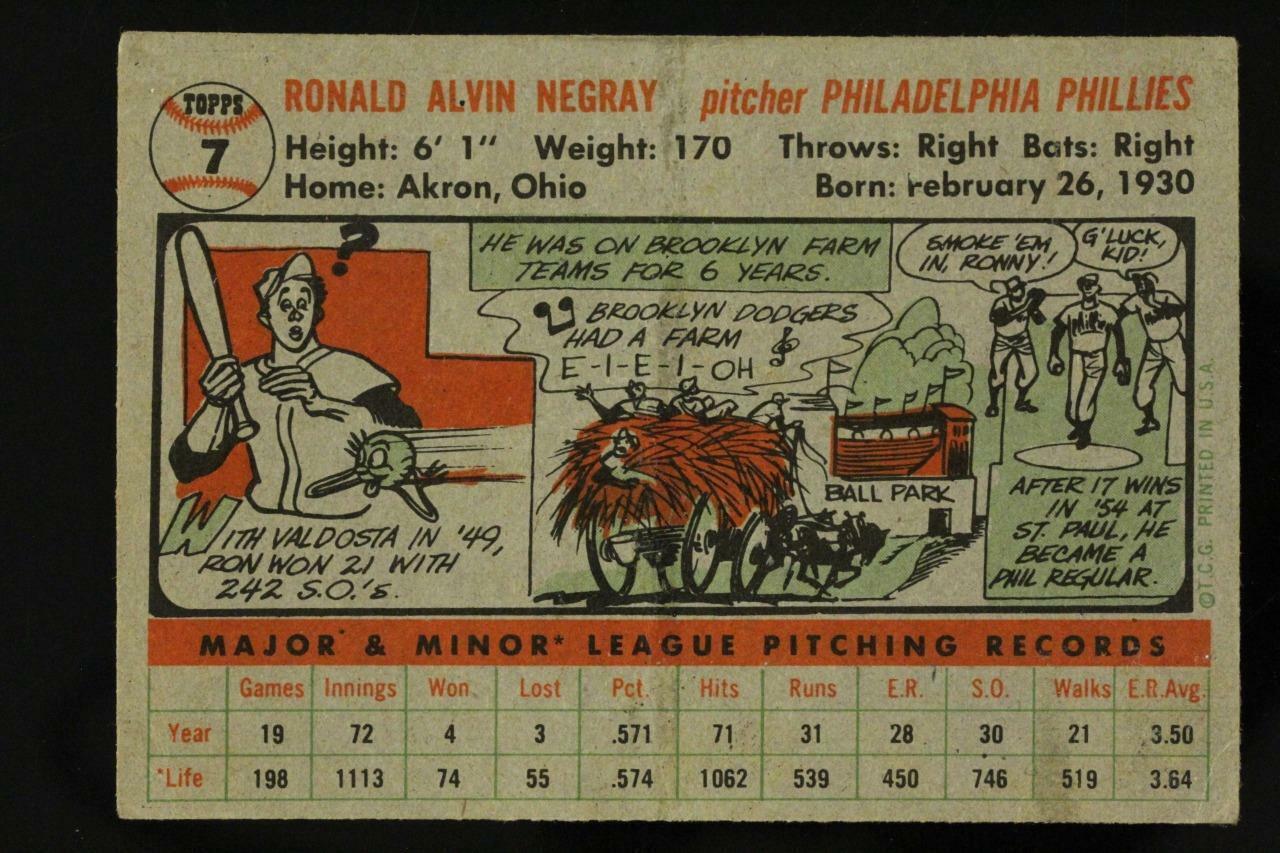 TOPPS
7
RONALD ALVIN NEGRAY pitcher PHILADELPHIA PHILLIES
Height: 6' 1" Weight: 170 Throws: Right Bats: Right
Home: Akron, Ohio Born: February 26, 1930
?
WITH VALDOSTA IN '49,
RON WON 21 WITH
242 S.O.'s.
HE WAS ON BROOKLYN FARM
TEAMS FOR 6 YEARS.
BROOKLYN DODGERS
HAD A FARM
E-I-E-I-OH
BALL PARK
SMOKE 'EM
IN, RONNY!
G'LUCK,
KID!
AFTER 17 WINS
IN '54 AT
ST. PAUL, HE
BECAME A
PHIL REGULAR.
© T.C.G. PRINTED IN U.S.A.
MAJOR & MINOR* LEAGUE PITCHING RECORDS
Games Innings Won Lost Pct. Hits Runs E.R. S.O. Walks E.R.Avg.
Year 19 72 4 3 .571 71 31 28 30 21 3.50
*Life 198 1113 74 55 .574 1062 539 450 746 519 3.64